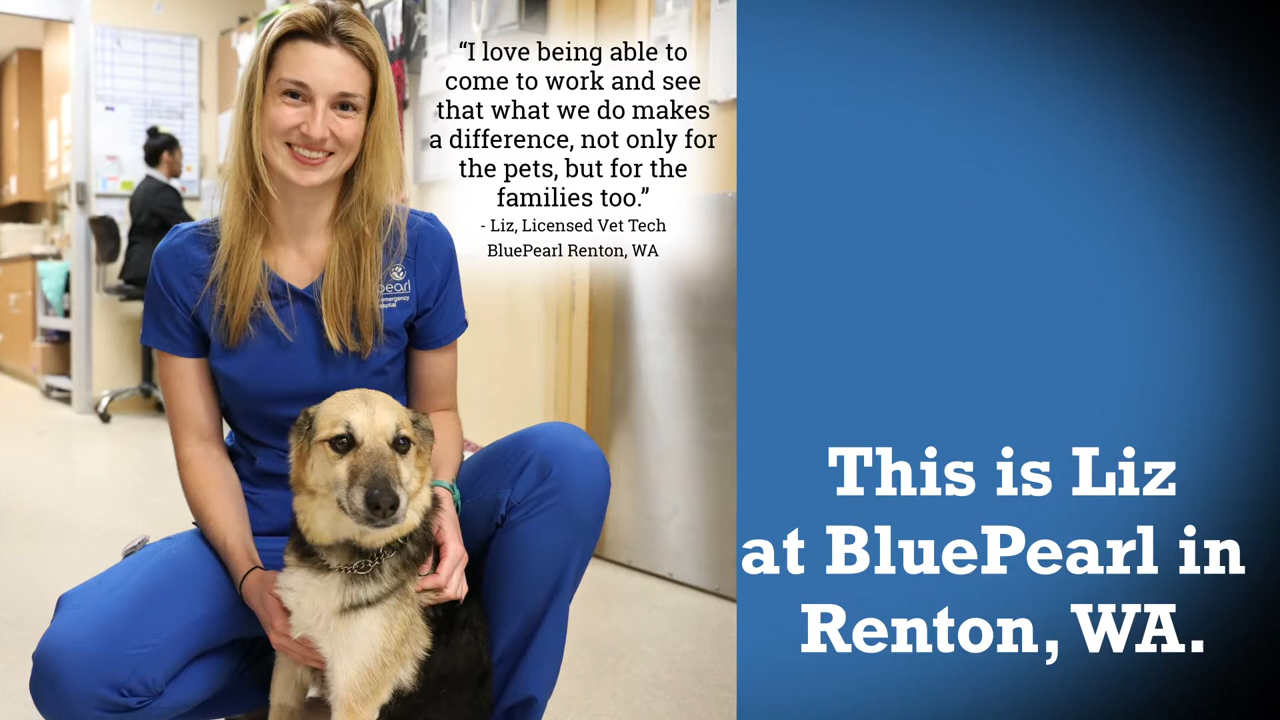 “I love being able to
come to work and see
that what we do makes
a difference, not only for
the pets, but for the
families too.”
- Liz, Licensed Vet Tech
BluePearl Renton, WA
pearl
emergency
This is Liz
at BluePearl in
Renton, WA.